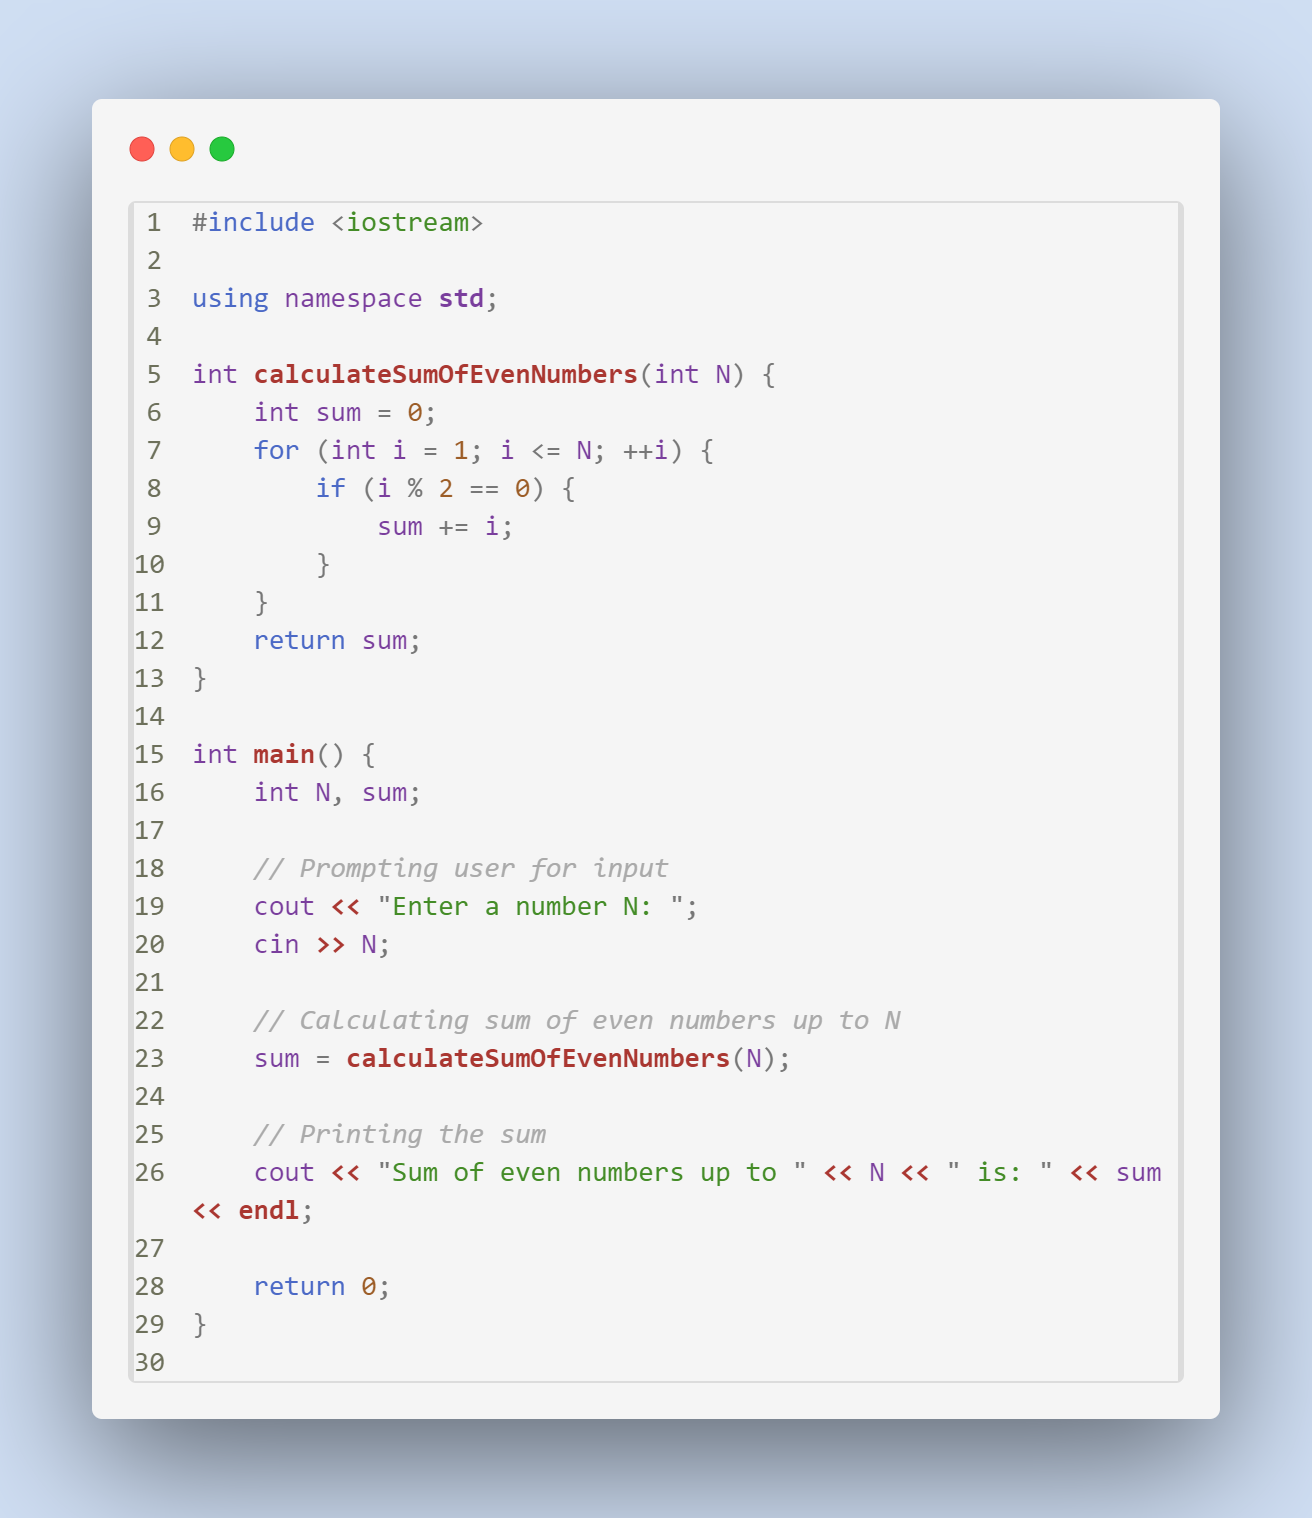 1 #include <iostream>
2
3 using namespace std;
4
5 int calculateSumOfEvenNumbers(int N) {
6     int sum = 0;
7     for (int i = 1; i <= N; ++i) {
8         if (i % 2 == 0) {
9             sum += i;
10         }
11     }
12     return sum;
13 }
14
15 int main() {
16     int N, sum;
17
18     // Prompting user for input
19     cout << "Enter a number N: ";
20     cin >> N;
21
22     // Calculating sum of even numbers up to N
23     sum = calculateSumOfEvenNumbers(N);
24
25     // Printing the sum
26     cout << "Sum of even numbers up to " << N << " is: " << sum
<< endl;
27
28     return 0;
29 }
30